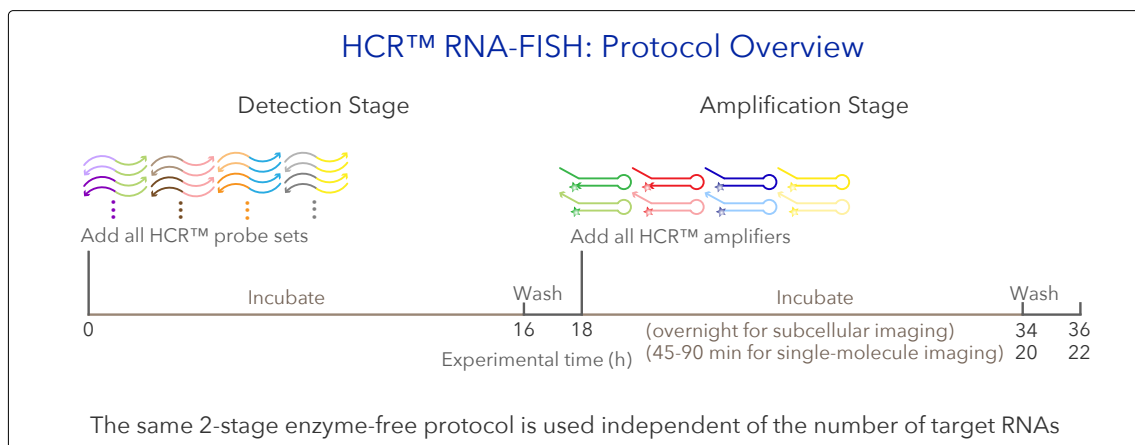 HCR™ RNA-FISH: Protocol Overview
Detection Stage
Amplification Stage
Add all HCR™ probe sets
Add all HCR™ amplifiers
Incubate
Wash
Incubate
Wash
0
16
18
(overnight for subcellular imaging)
34
36
Experimental time (h)
(45-90 min for single-molecule imaging)
20
22
The same 2-stage enzyme-free protocol is used independent of the number of target RNAs